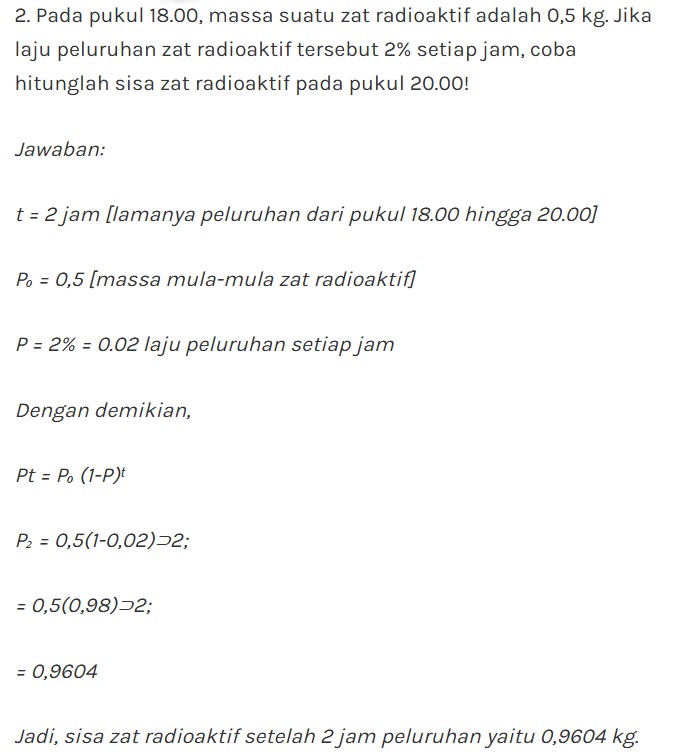 2. Pada pukul 18.00, massa suatu zat radioaktif adalah 0,5 kg. Jika
laju peluruhan zat radioaktif tersebut 2% setiap jam, coba
hitunglah sisa zat radioaktif pada pukul 20.00!
Jawaban:
t = 2 jam [lamanya peluruhan dari pukul 18.00 hingga 20.00]
P₀ = 0,5 [massa mula-mula zat radioaktif]
P = 2% = 0.02 laju peluruhan setiap jam
Dengan demikian,
Pt = P₀ (1-P)ᵗ
P₂ = 0,5(1-0,02)⊃2;
= 0,5(0,98)⊃2;
= 0,9604
Jadi, sisa zat radioaktif setelah 2 jam peluruhan yaitu 0,9604 kg.